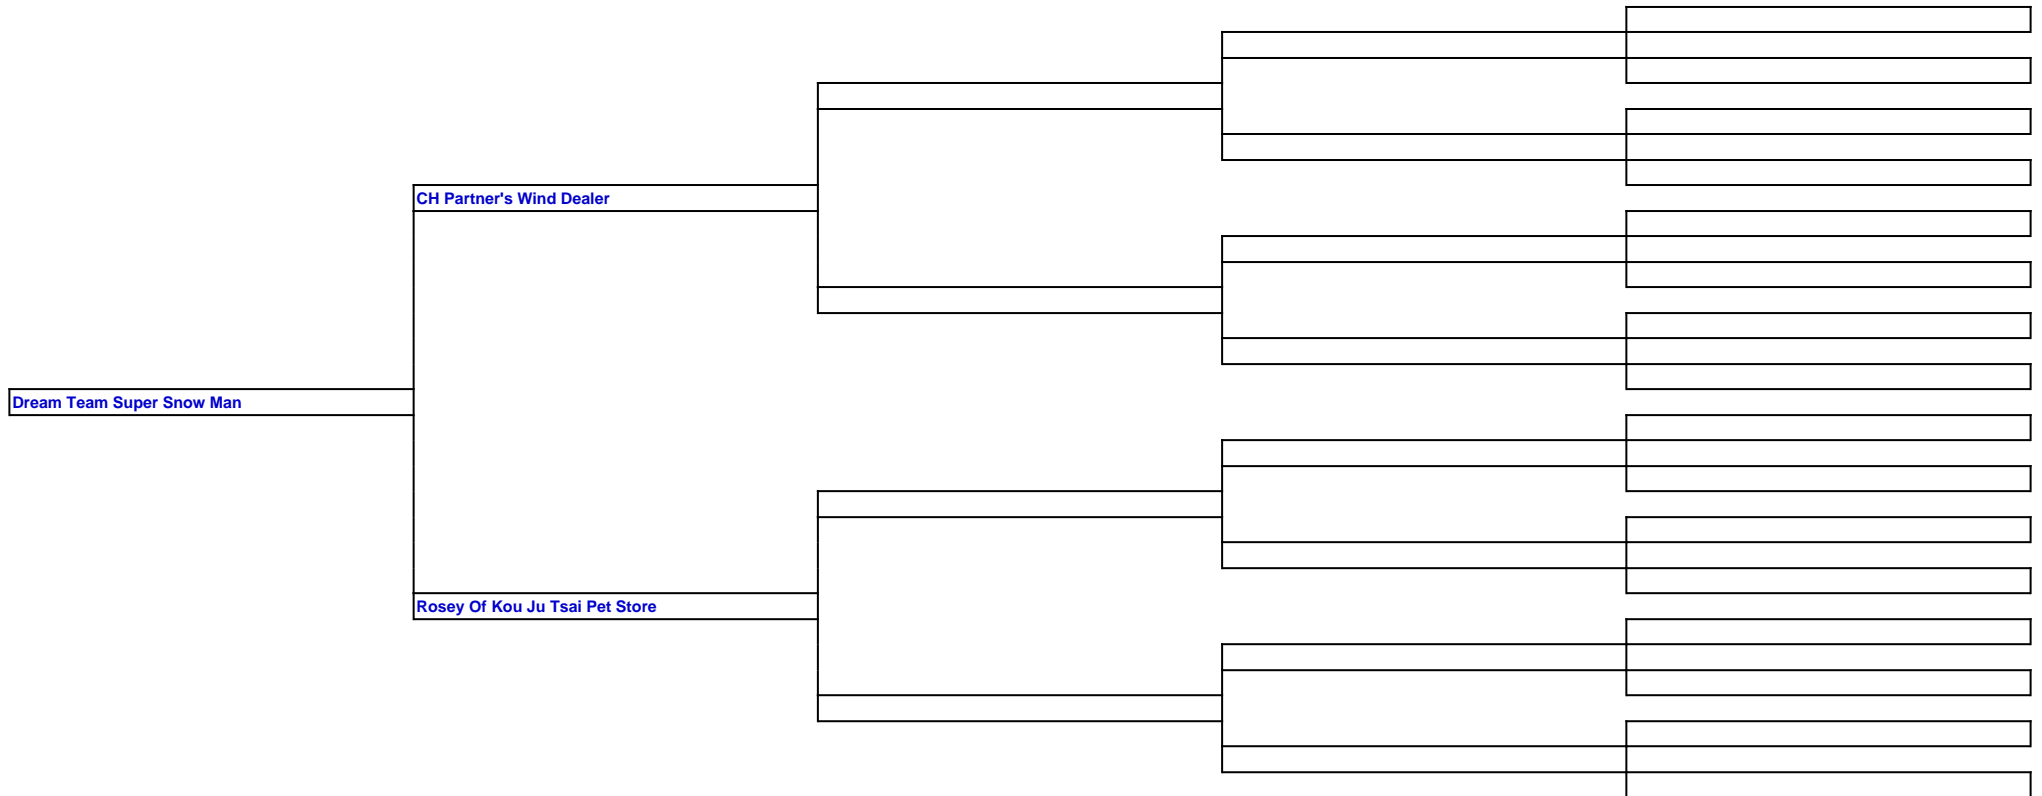 CH Partner's Wind Dealer
Dream Team Super Snow Man
Rosey Of Kou Ju Tsai Pet Store